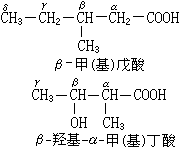 δ γ β α
CH₃—CH₂—CH—CH₂—COOH
CH₃
β-甲(基)戊酸
γ β α
CH₃—CH—CH—COOH
OH CH₃
β-羟基-α-甲(基)丁酸